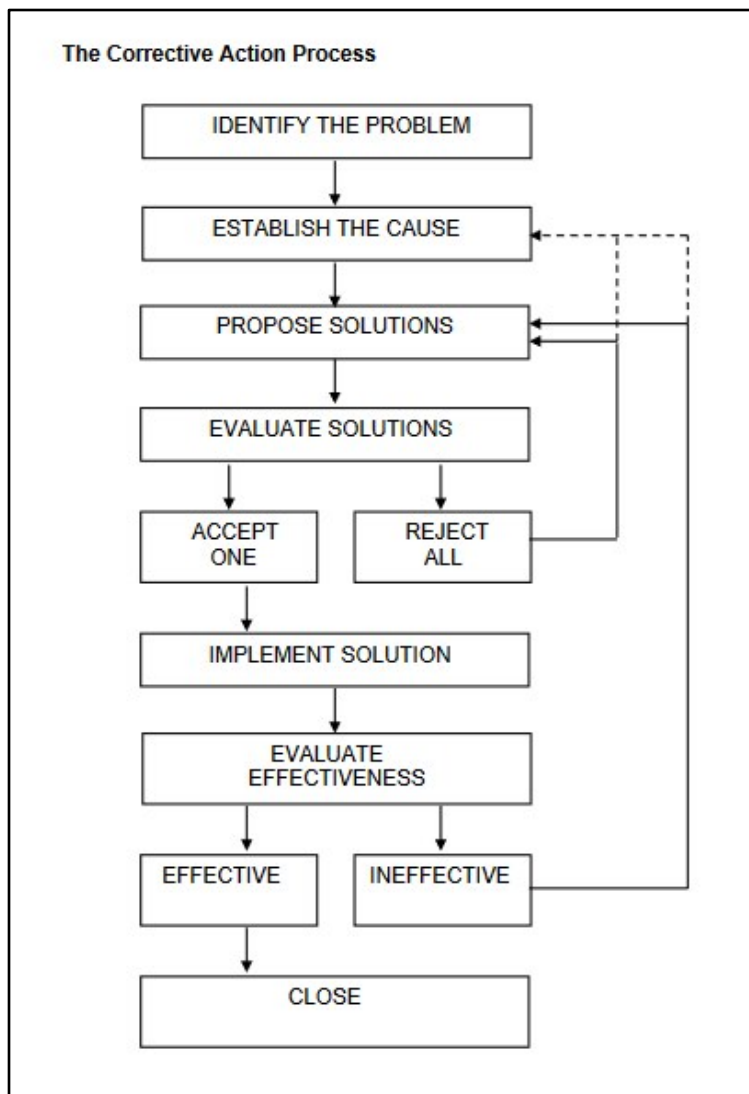 The Corrective Action Process
IDENTIFY THE PROBLEM
ESTABLISH THE CAUSE
PROPOSE SOLUTIONS
EVALUATE SOLUTIONS
ACCEPT
ONE
REJECT
ALL
IMPLEMENT SOLUTION
EVALUATE
EFFECTIVENESS
EFFECTIVE
INEFFECTIVE
CLOSE